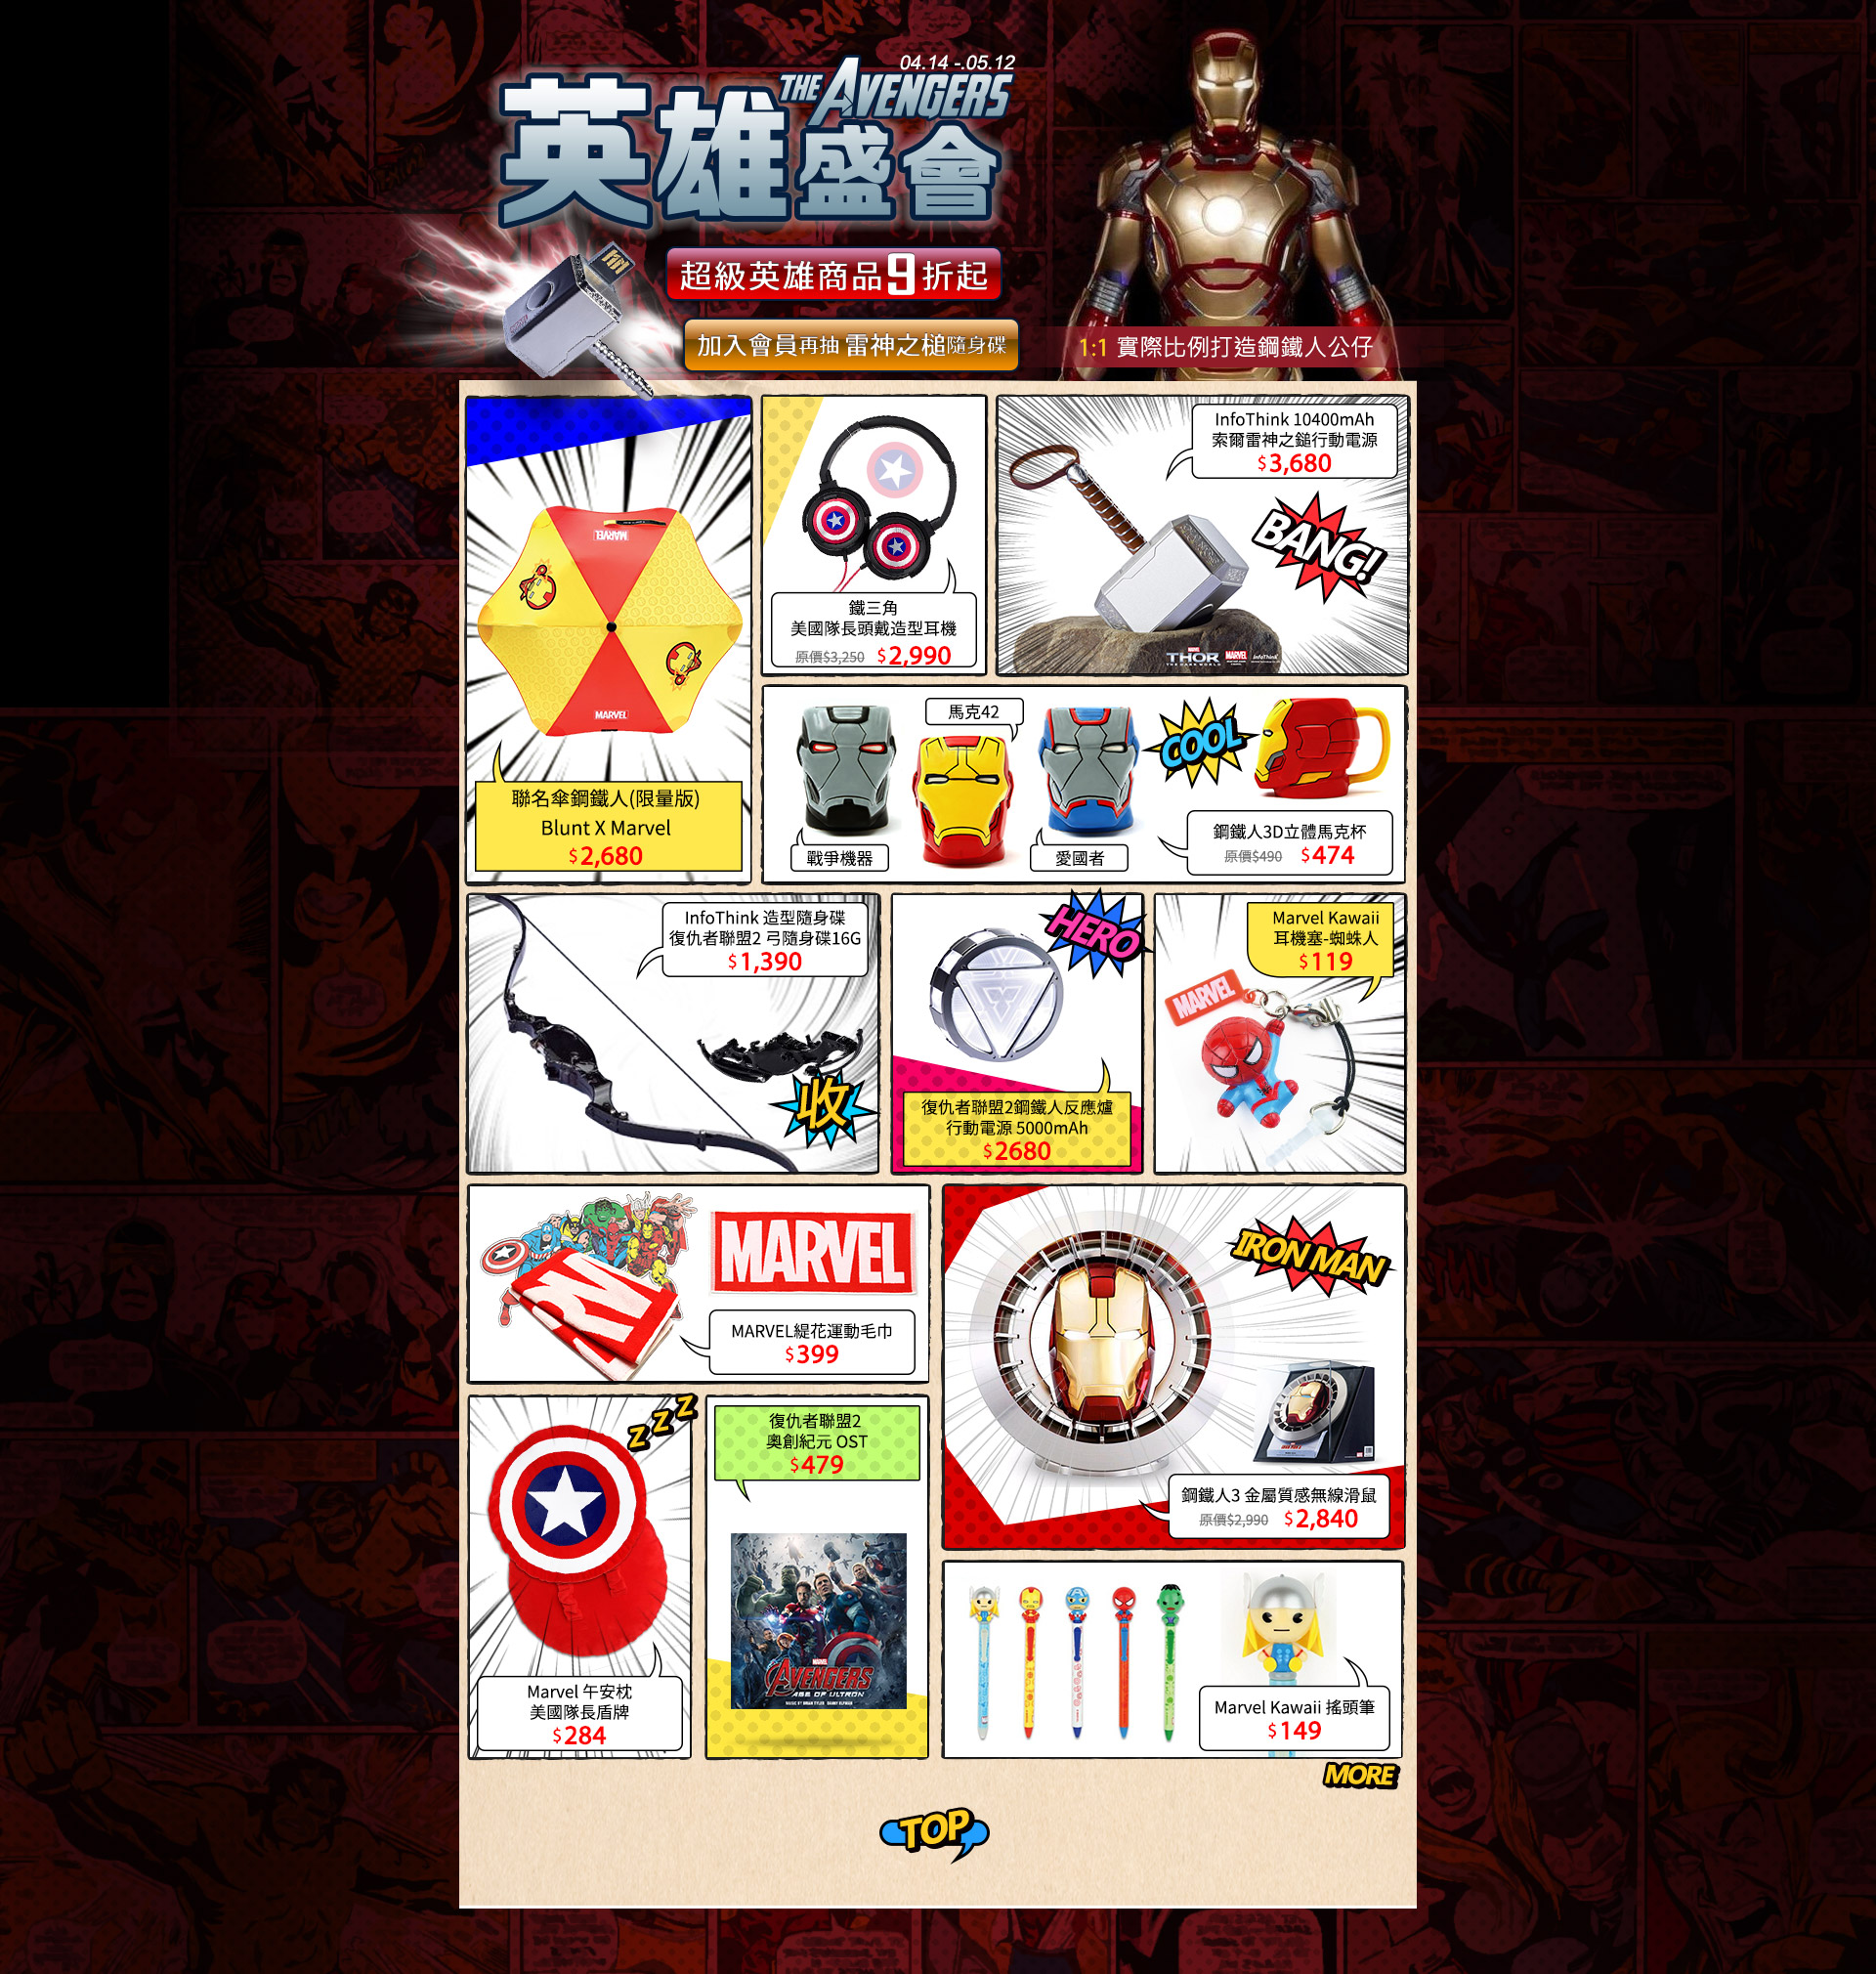 04.14 -.05.12
THE AVENGERS
英雄盛會
超級英雄商品9折起
加入會員再抽 雷神之槌隨身碟
1:1 實際比例打造鋼鐵人公仔
MARVEL
MARVEL
聯名傘鋼鐵人(限量版)
Blunt X Marvel
$2,680
鐵三角
美國隊長頭戴造型耳機
原價$3,250 $2,990
InfoThink 10400mAh
索爾雷神之鎚行動電源
$3,680
BANG!
MARVEL
THOR
THE DARK WORLD
MARVEL
InfoThink
馬克42
COOL
戰爭機器
愛國者
鋼鐵人3D立體馬克杯
原價$490 $474
InfoThink 造型隨身碟
復仇者聯盟2 弓隨身碟16G
$1,390
收
HERO
復仇者聯盟2鋼鐵人反應爐
行動電源 5000mAh
$2680
Marvel Kawaii
耳機塞-蜘蛛人
$119
MARVEL
MARVEL
MARVEL緹花運動毛巾
$399
IRON MAN
鋼鐵人3 金屬質感無線滑鼠
原價$2,990 $2,840
Z Z Z
Marvel 午安枕
美國隊長盾牌
$284
復仇者聯盟2
奧創紀元 OST
$479
MARVEL
AVENGERS
AGE OF ULTRON
MUSIC BY BRIAN TYLER DANNY ELFMAN
Marvel Kawaii 搖頭筆
$149
MORE
TOP